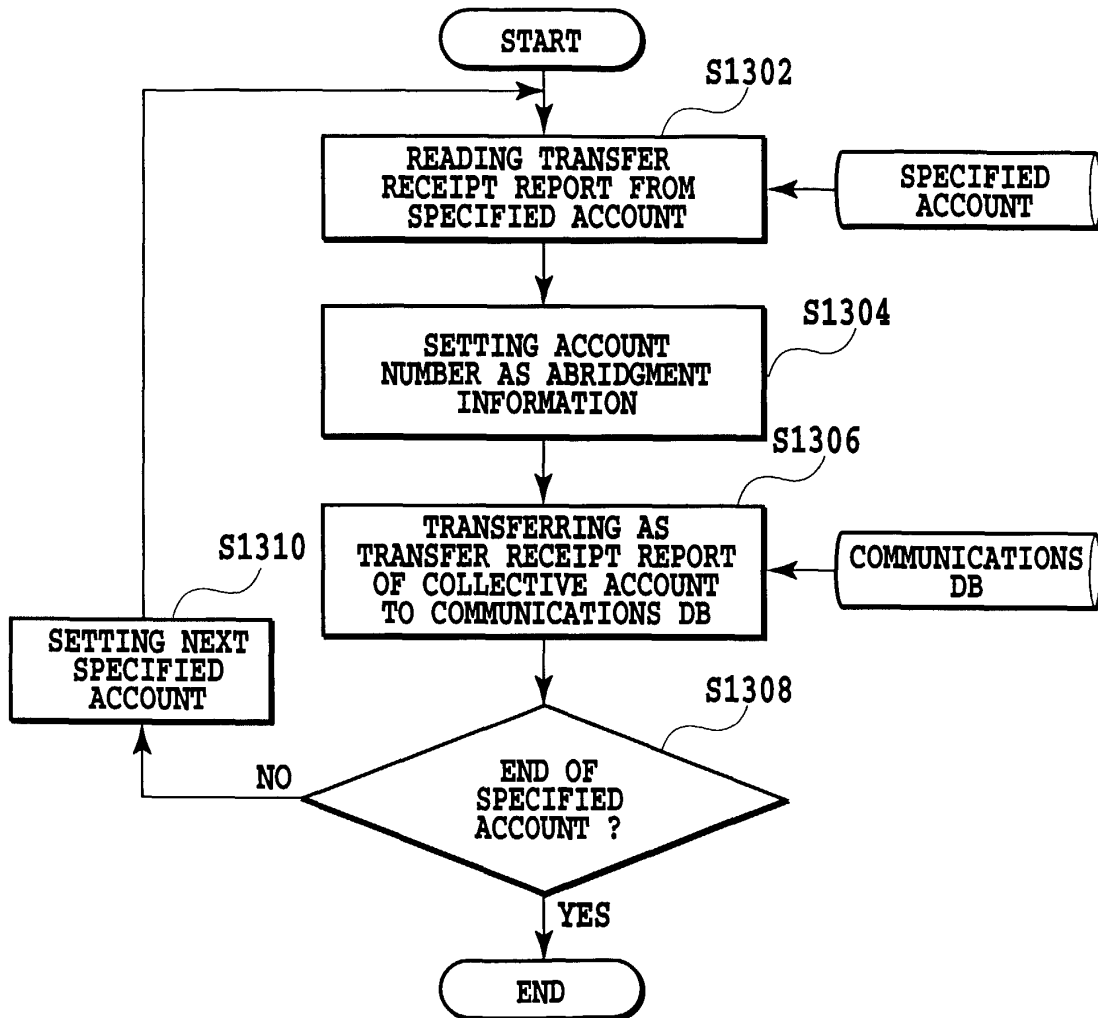 START
S1302
READING TRANSFER
RECEIPT REPORT FROM
SPECIFIED ACCOUNT
SPECIFIED
ACCOUNT
S1304
SETTING ACCOUNT
NUMBER AS ABRIDGMENT
INFORMATION
S1306
TRANSFERRING AS
TRANSFER RECEIPT REPORT
OF COLLECTIVE ACCOUNT
TO COMMUNICATIONS DB
COMMUNICATIONS
DB
S1310
SETTING NEXT
SPECIFIED
ACCOUNT
S1308
END OF
SPECIFIED
ACCOUNT ?
NO
YES
END